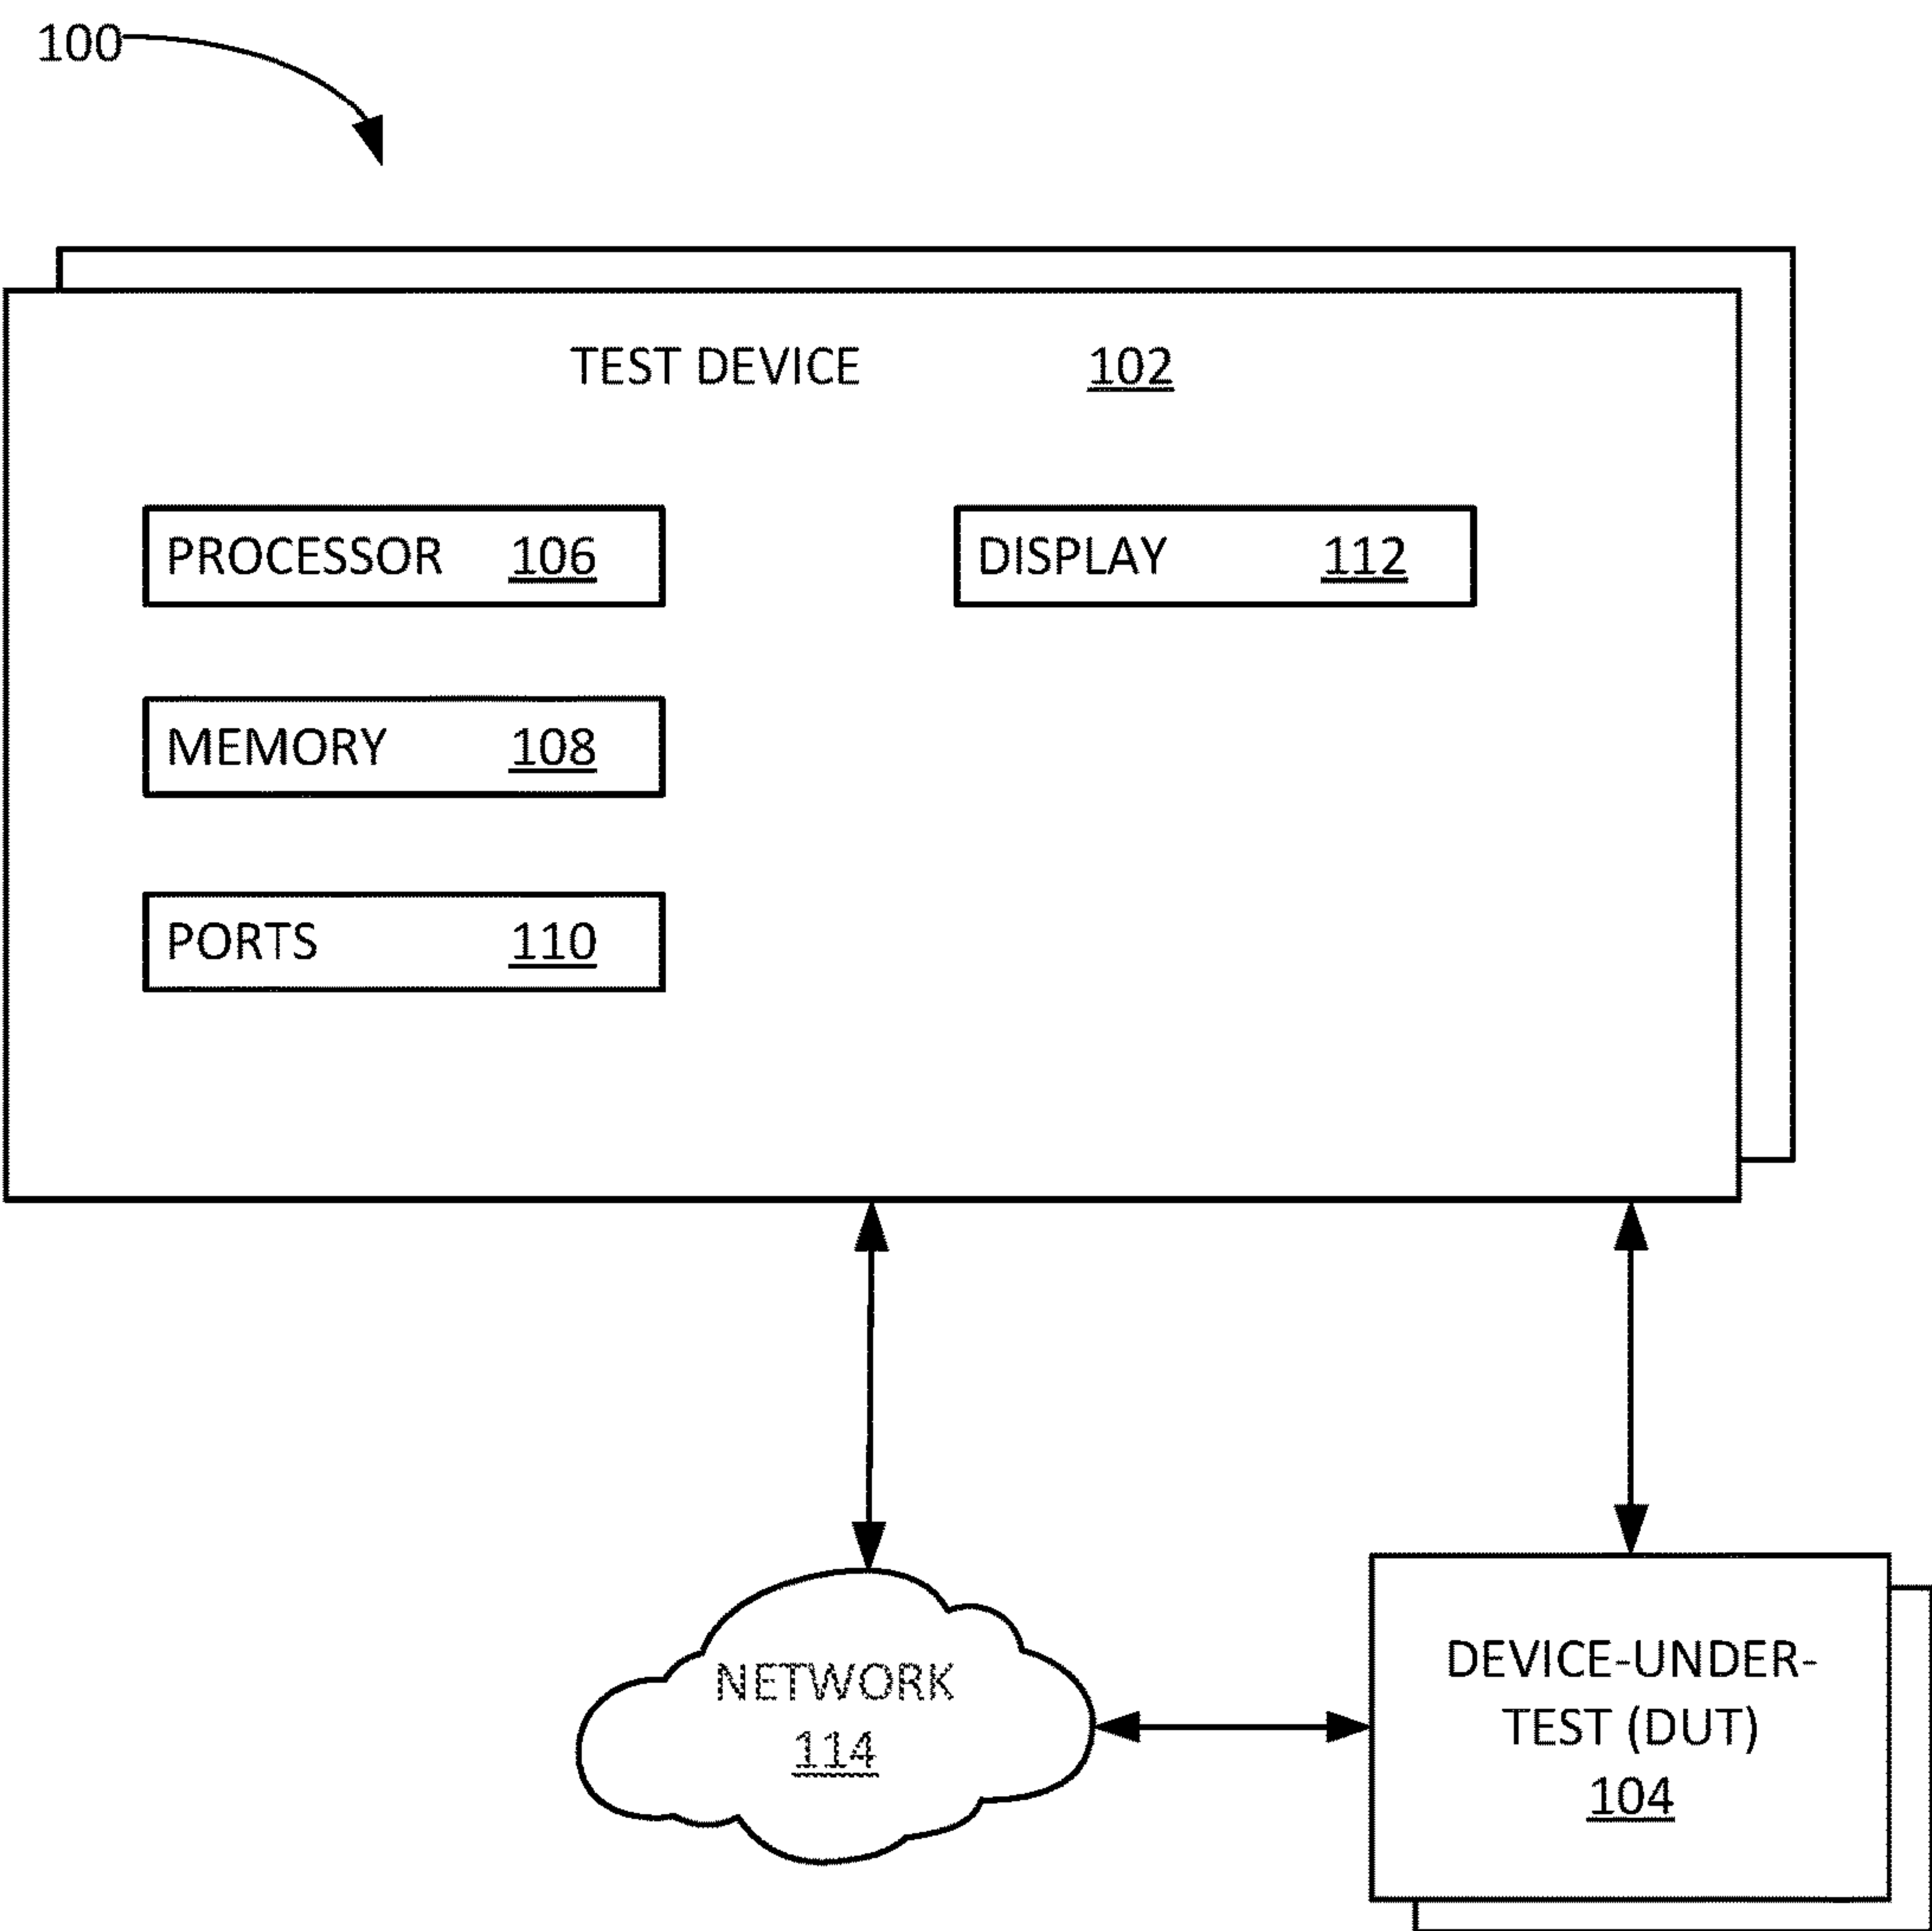 100
TEST DEVICE 102
PROCESSOR 106
DISPLAY 112
MEMORY 108
PORTS 110
NETWORK
114
DEVICE-UNDER-
TEST (DUT)
104